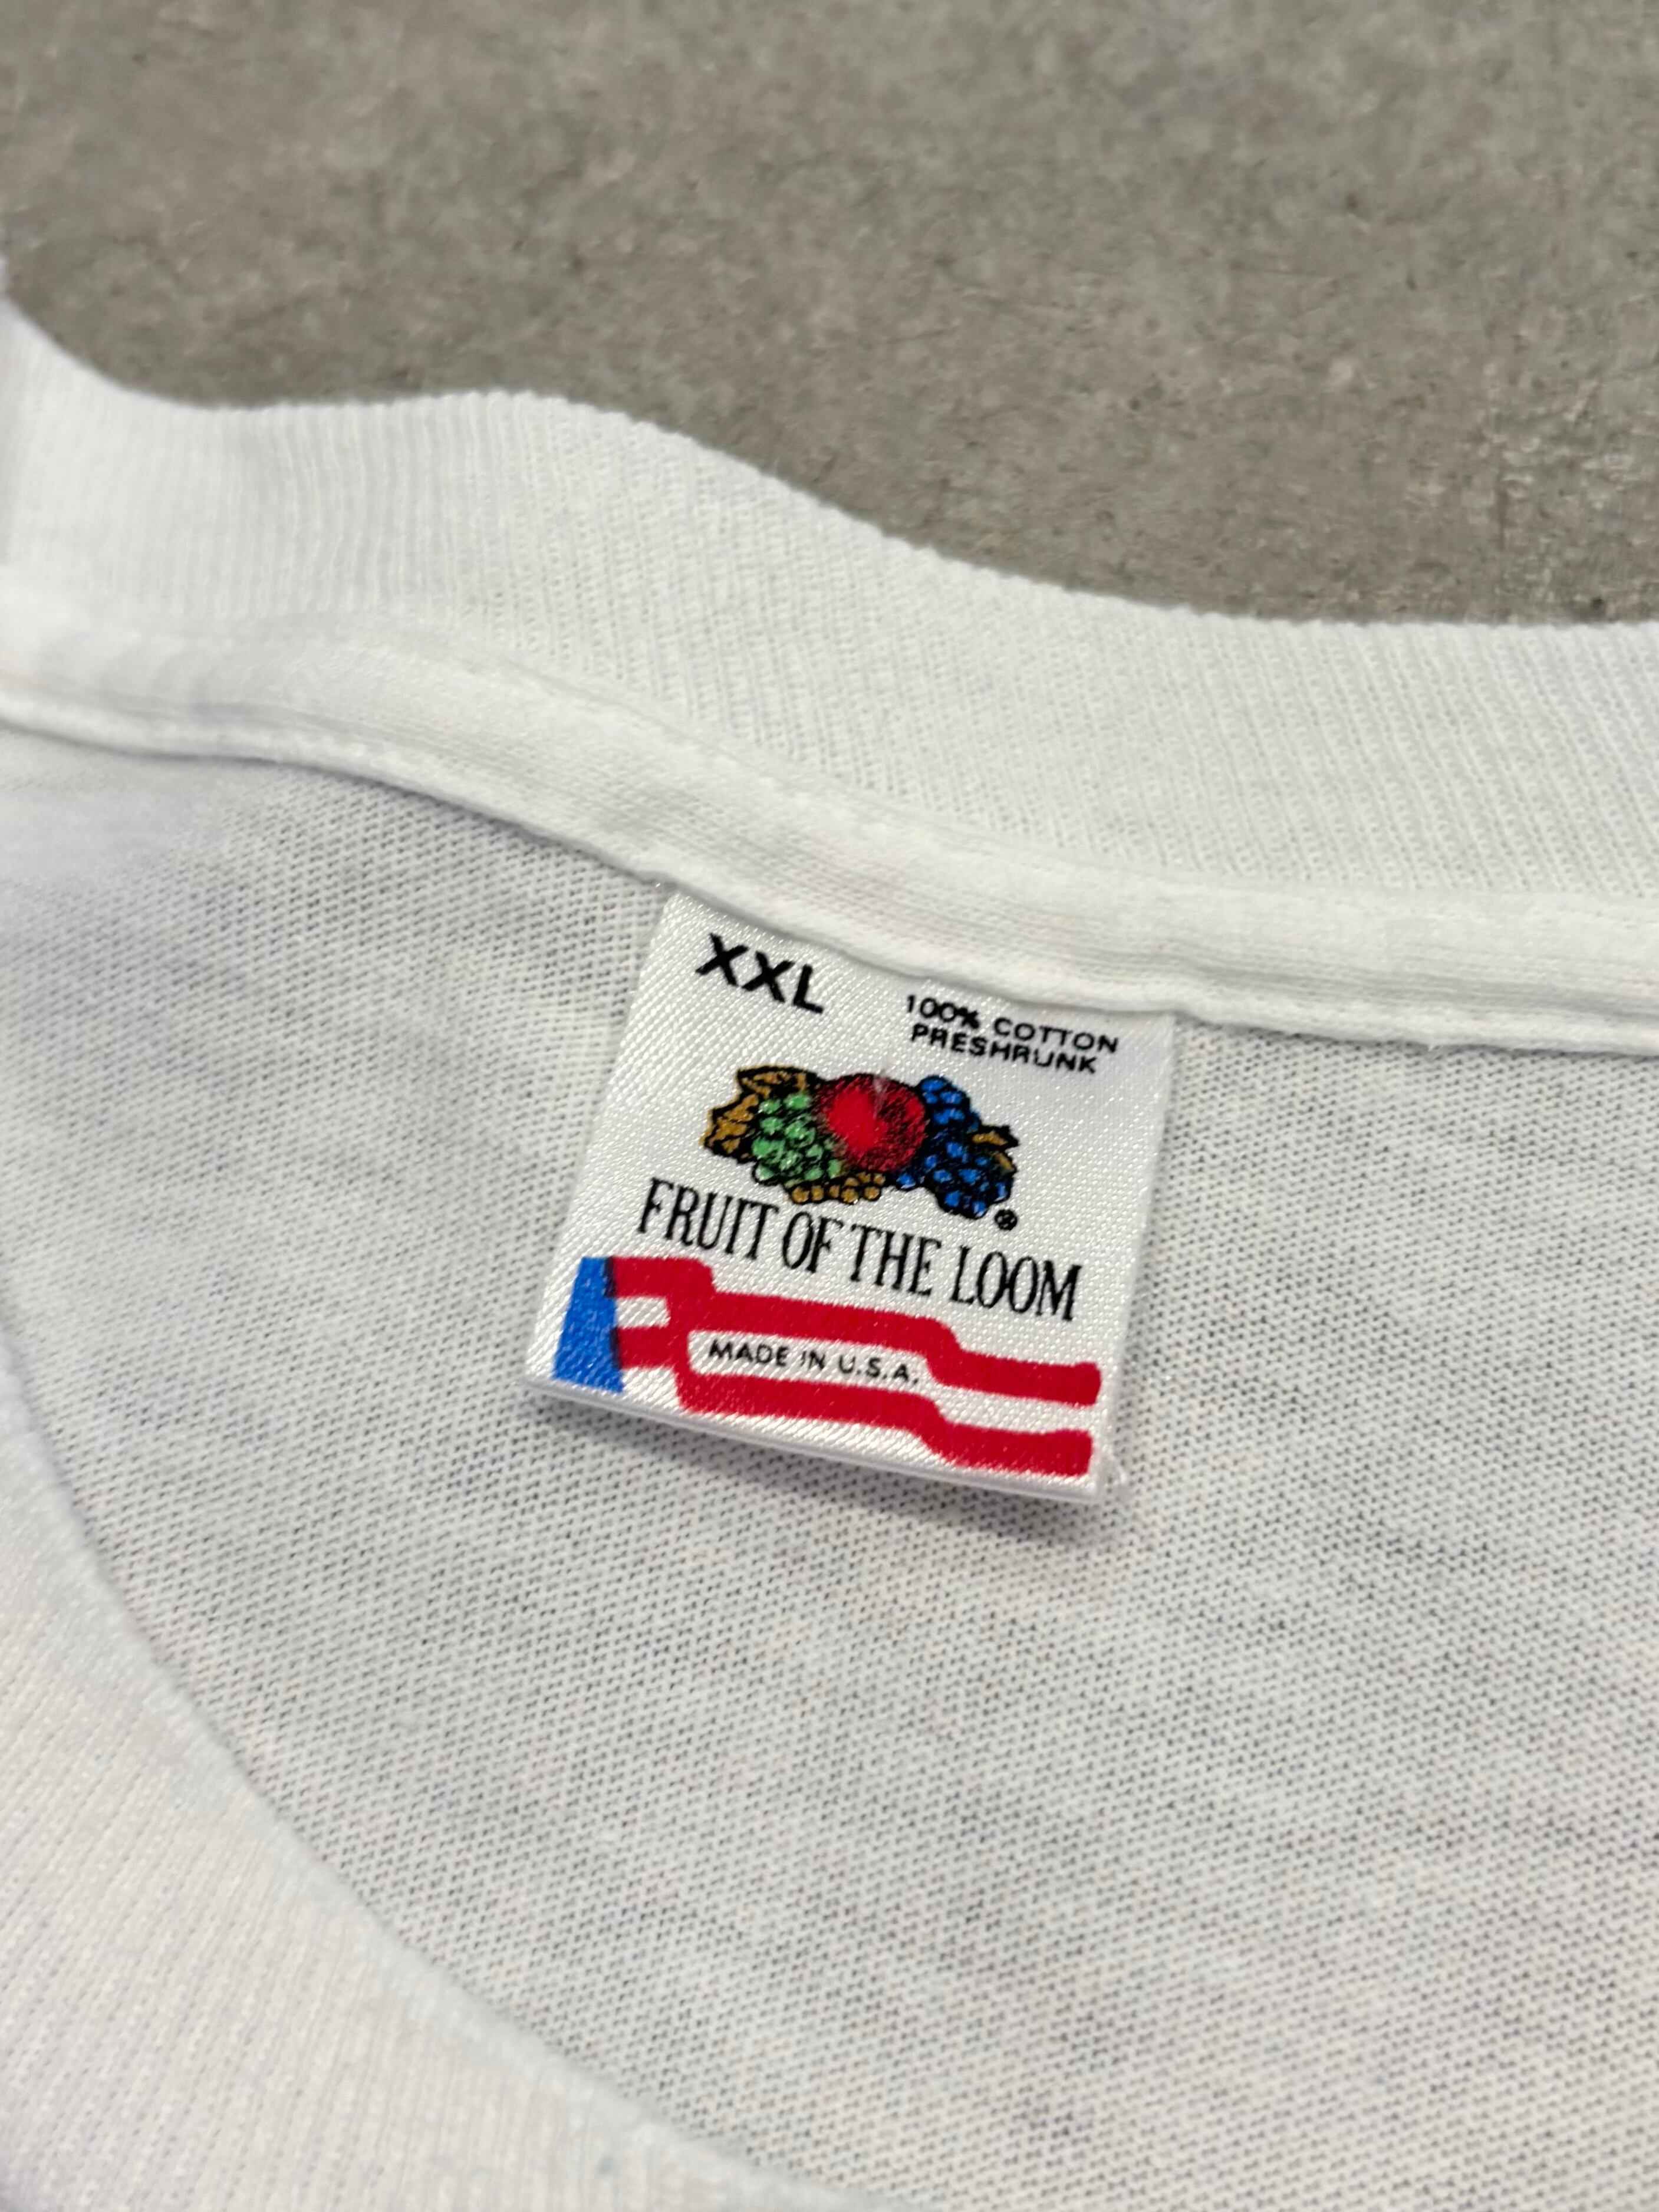 XXL
100% COTTON
PRESHRUNK
FRUIT OF THE LOOM®
MADE IN U.S.A.